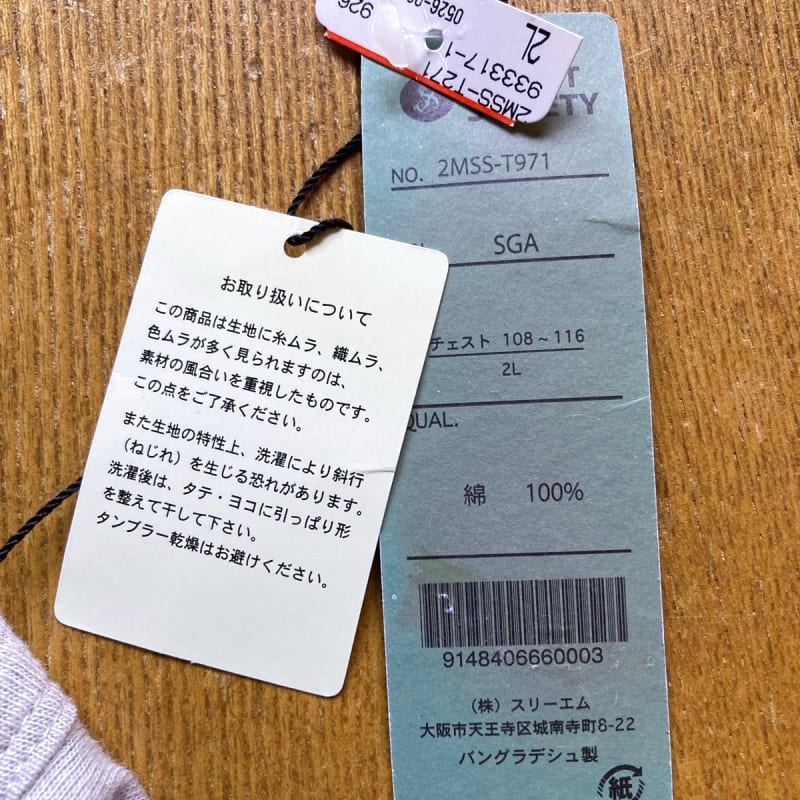 926
0526-0
2L
933317-1
2MSS-T271
NO. 2MSS-T971
SGA
チェスト 108~116
2L
QUAL.
綿 100%
9148406660003
(株) スリーエム
大阪市天王寺区城南寺町8-22
バングラデシュ製
紙
お取り扱いについて
この商品は生地に糸ムラ、織ムラ、
色ムラが多く見られますのは、
素材の風合いを重視したものです。
この点をご了承ください。
また生地の特性上、洗濯により斜行
(ねじれ)を生じる恐れがあります。
洗濯後は、タテ・ヨコに引っぱり形
を整えて干して下さい。
タンブラー乾燥はお避けください。